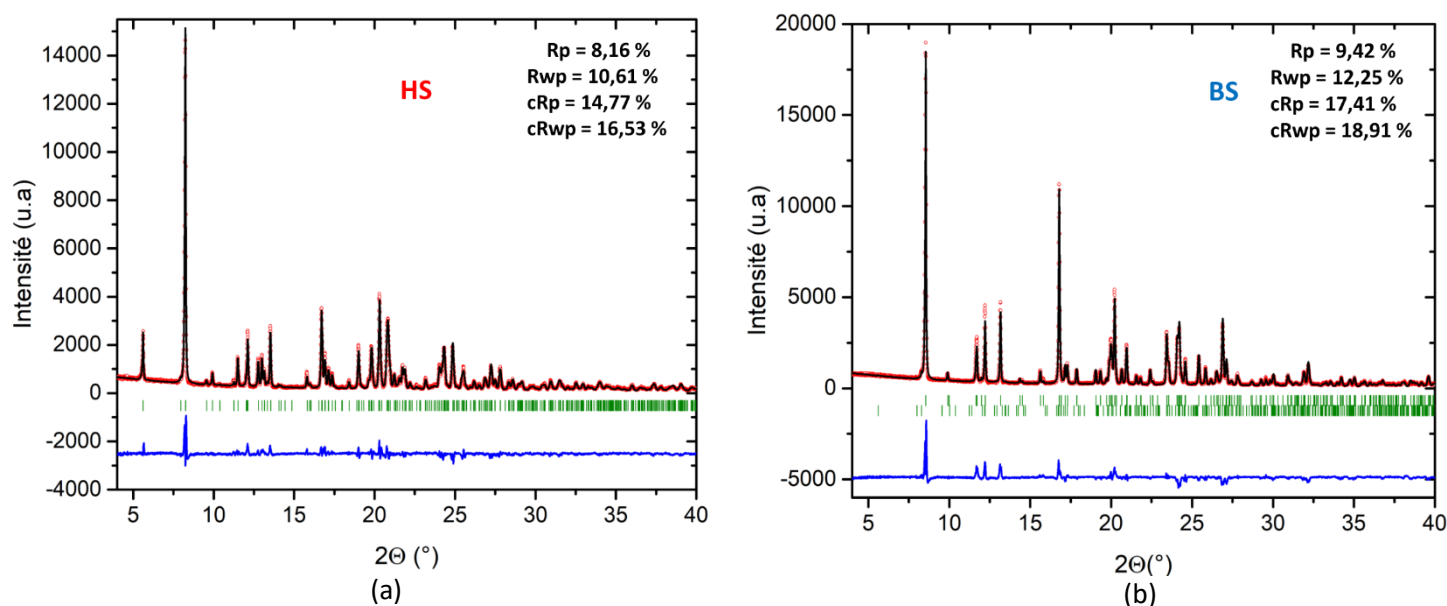 HS
Rp = 8,16 %
Rwp = 10,61 %
cRp = 14,77 %
cRwp = 16,53 %
Intensité (u.a)
14000
12000
10000
8000
6000
4000
2000
0
-2000
-4000
5 10 15 20 25 30 35 40
2Θ (°)
(a)
BS
Rp = 9,42 %
Rwp = 12,25 %
cRp = 17,41 %
cRwp = 18,91 %
Intensité (u.a)
20000
15000
10000
5000
0
-5000
5 10 15 20 25 30 35 40
2Θ(°)
(b)